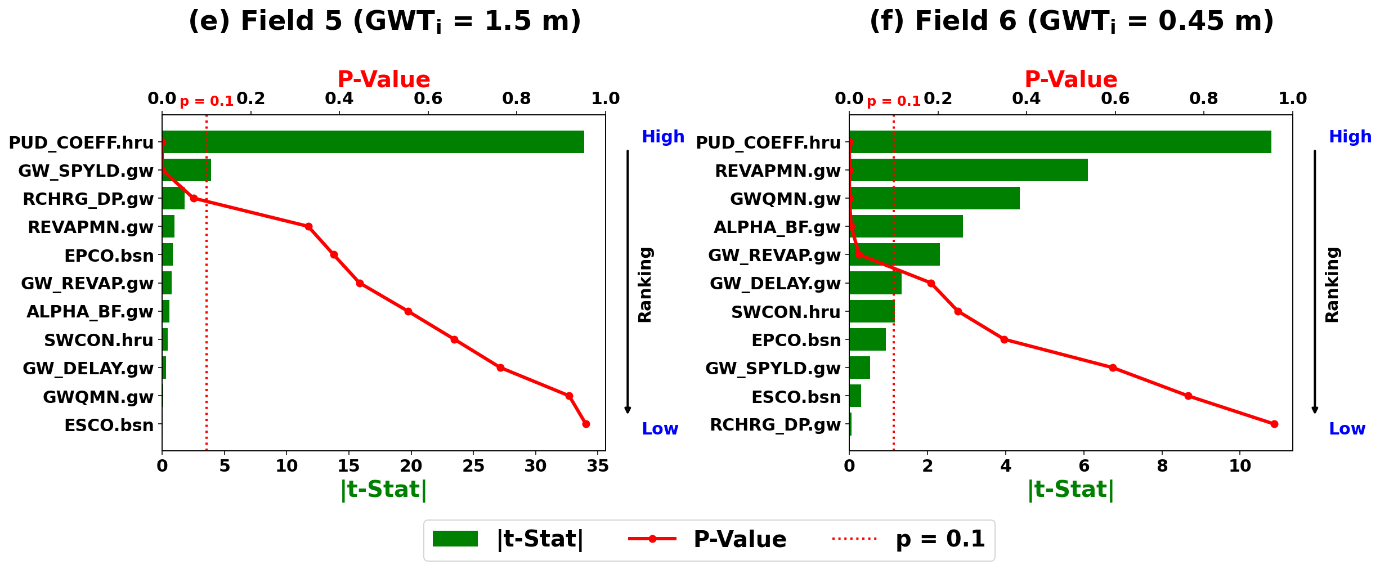 (e) Field 5 (GWTi = 1.5 m)
P-Value
0.0 p = 0.1 0.2 0.4 0.6 0.8 1.0
PUD_COEFF.hru
GW_SPYLD.gw
RCHRG_DP.gw
REVAPMN.gw
EPCO.bsn
GW_REVAP.gw
ALPHA_BF.gw
SWCON.hru
GW_DELAY.gw
GWQMN.gw
ESCO.bsn
High
Ranking
Low
0 5 10 15 20 25 30 35
|t-Stat|
(f) Field 6 (GWTi = 0.45 m)
P-Value
0.0 p = 0.1 0.2 0.4 0.6 0.8 1.0
PUD_COEFF.hru
REVAPMN.gw
GWQMN.gw
ALPHA_BF.gw
GW_REVAP.gw
GW_DELAY.gw
SWCON.hru
EPCO.bsn
GW_SPYLD.gw
ESCO.bsn
RCHRG_DP.gw
High
Ranking
Low
0 2 4 6 8 10
|t-Stat|
|t-Stat| P-Value p = 0.1